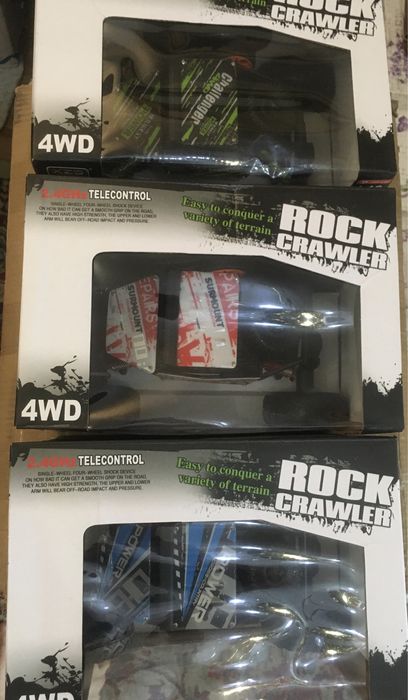 terrain.
ROCK
CRAWLER
Challenger
4WD
2.4GHz TELECONTROL
SINGLE-WHEEL FOUR-WHEEL SHOCK DEVICE
ON HOW BAD IT CAN GET A SMOOTH GRIP ON THE ROAD,
THEY ALSO HAVE HIGH STRENGTH, THE UPPER AND LOWER
ARM WILL BEAR OFF-ROAD IMPACT AND PRESSURE.
Easy to conquer a
variety of terrain.
ROCK
CRAWLER
EPAIRS
SURMOUNT
PAIRS
SURMOUNT
4WD
2.4GHz TELECONTROL
SINGLE-WHEEL FOUR-WHEEL SHOCK DEVICE
ON HOW BAD IT CAN GET A SMOOTH GRIP ON THE ROAD,
THEY ALSO HAVE HIGH STRENGTH, THE UPPER AND LOWER
ARM WILL BEAR OFF-ROAD IMPACT AND PRESSURE.
Easy to conquer a
variety of terrain.
ROCK
CRAWLER
POWER
POWER
4WD